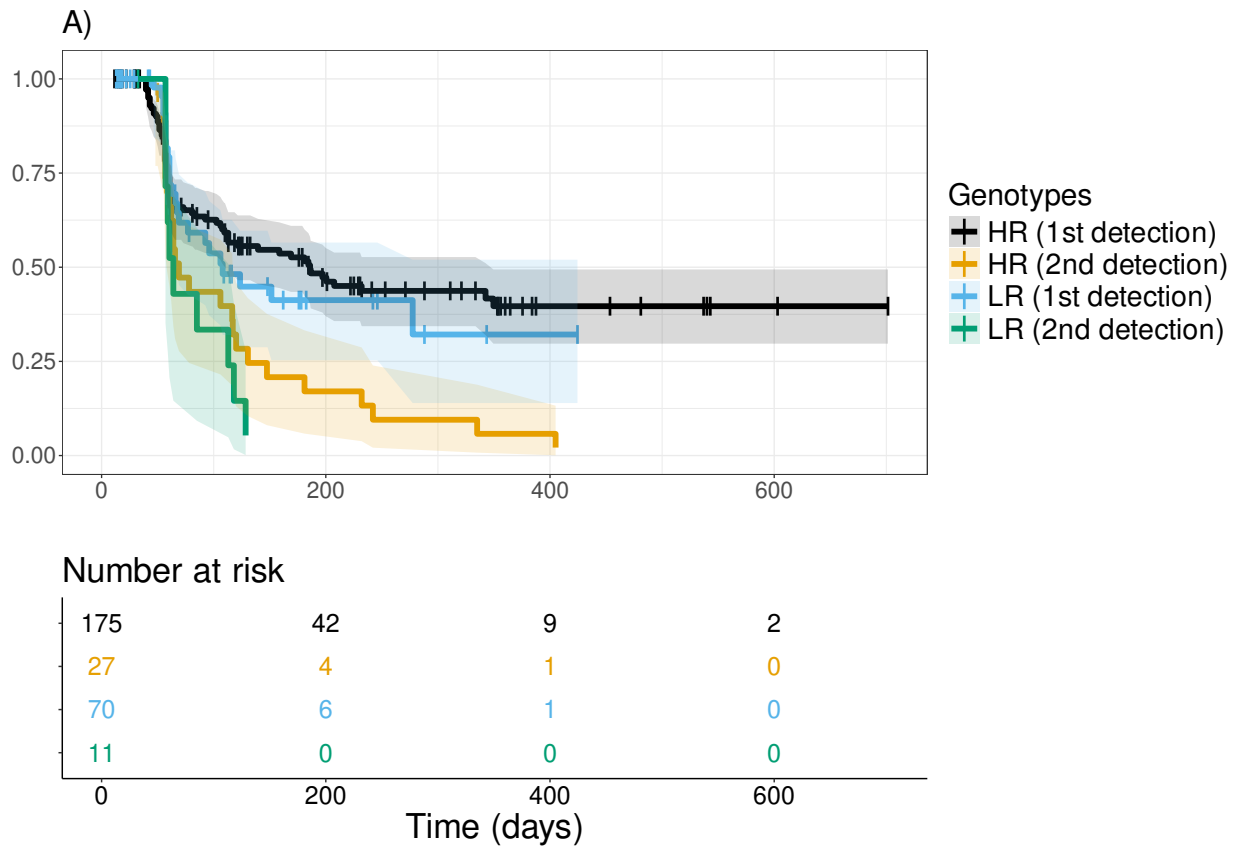 A)
1.00
0.75
0.50
0.25
0.00
0 200 400 600
Genotypes
HR (1st detection)
HR (2nd detection)
LR (1st detection)
LR (2nd detection)
Number at risk
175 42 9 2
27 4 1 0
70 6 1 0
11 0 0 0
0 200 400 600
Time (days)